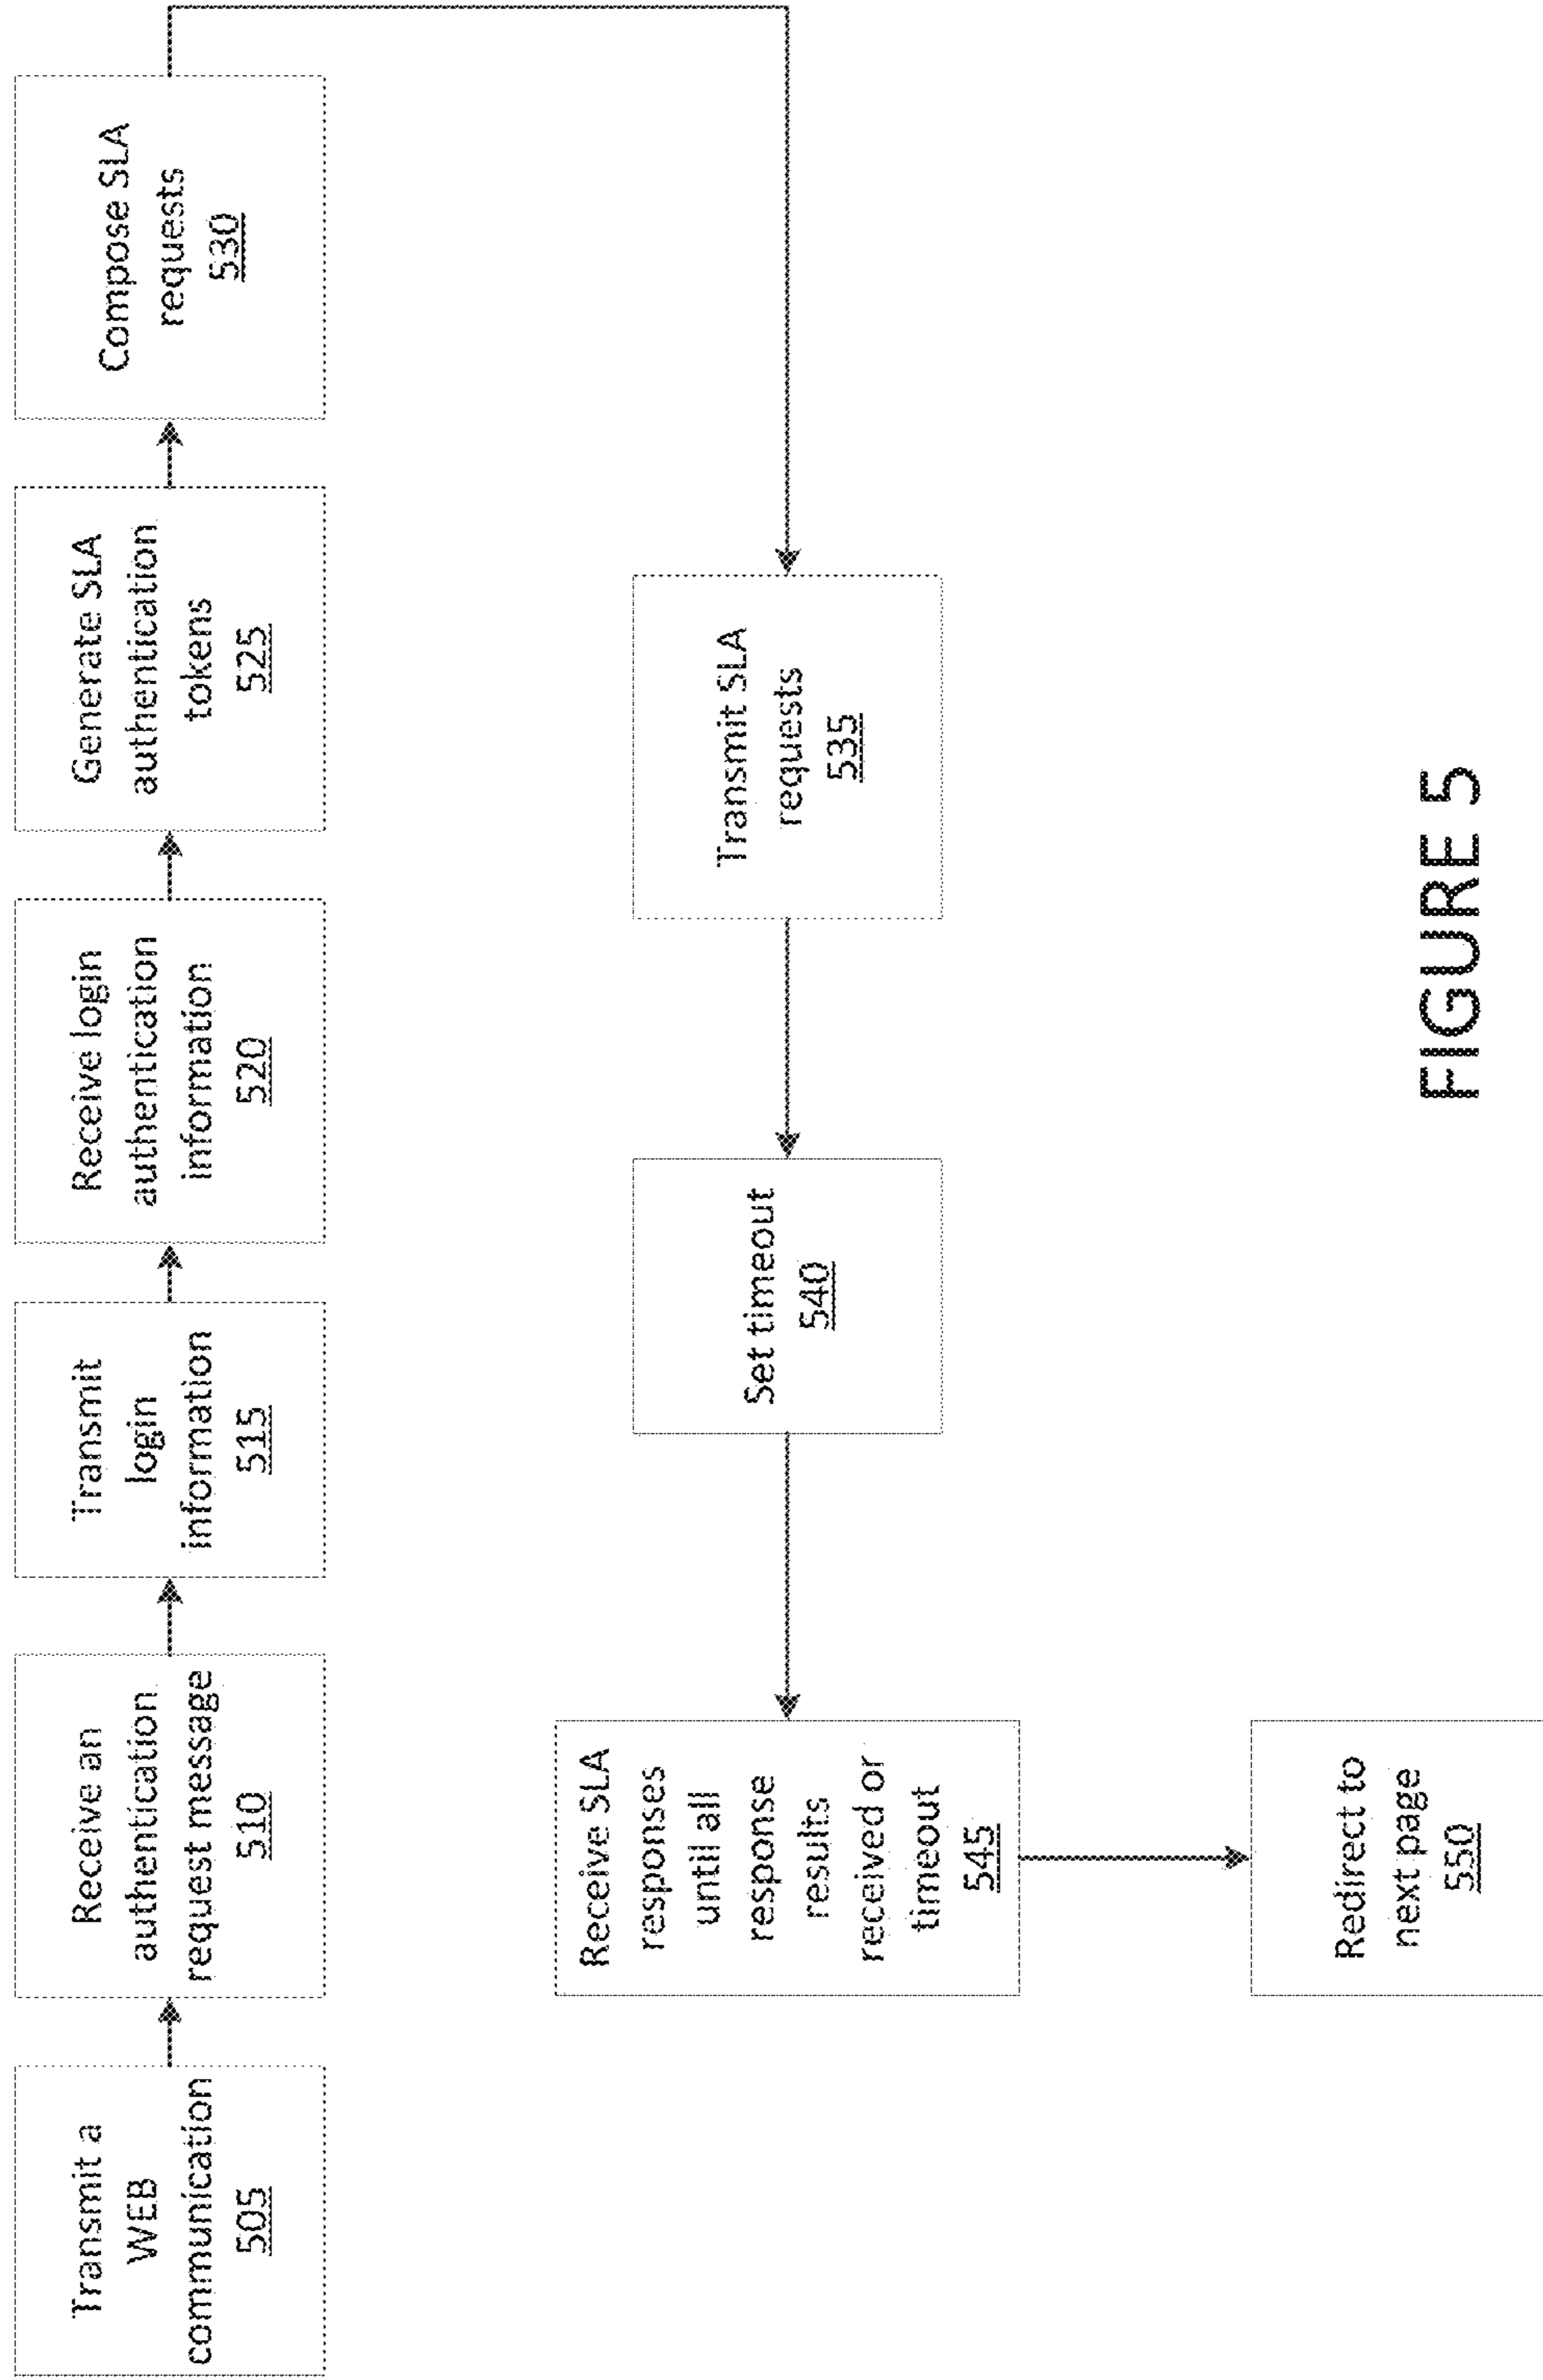 Transmit a
WEB
communication
505
Receive an
authentication
request message
510
Transmit
login
information
515
Receive login
authentication
information
520
Generate SLA
authentication
tokens
525
Compose SLA
requests
530
Transmit SLA
requests
535
Set timeout
540
Receive SLA
responses
until all
response
results
received or
timeout
545
Redirect to
next page
550
FIGURE 5